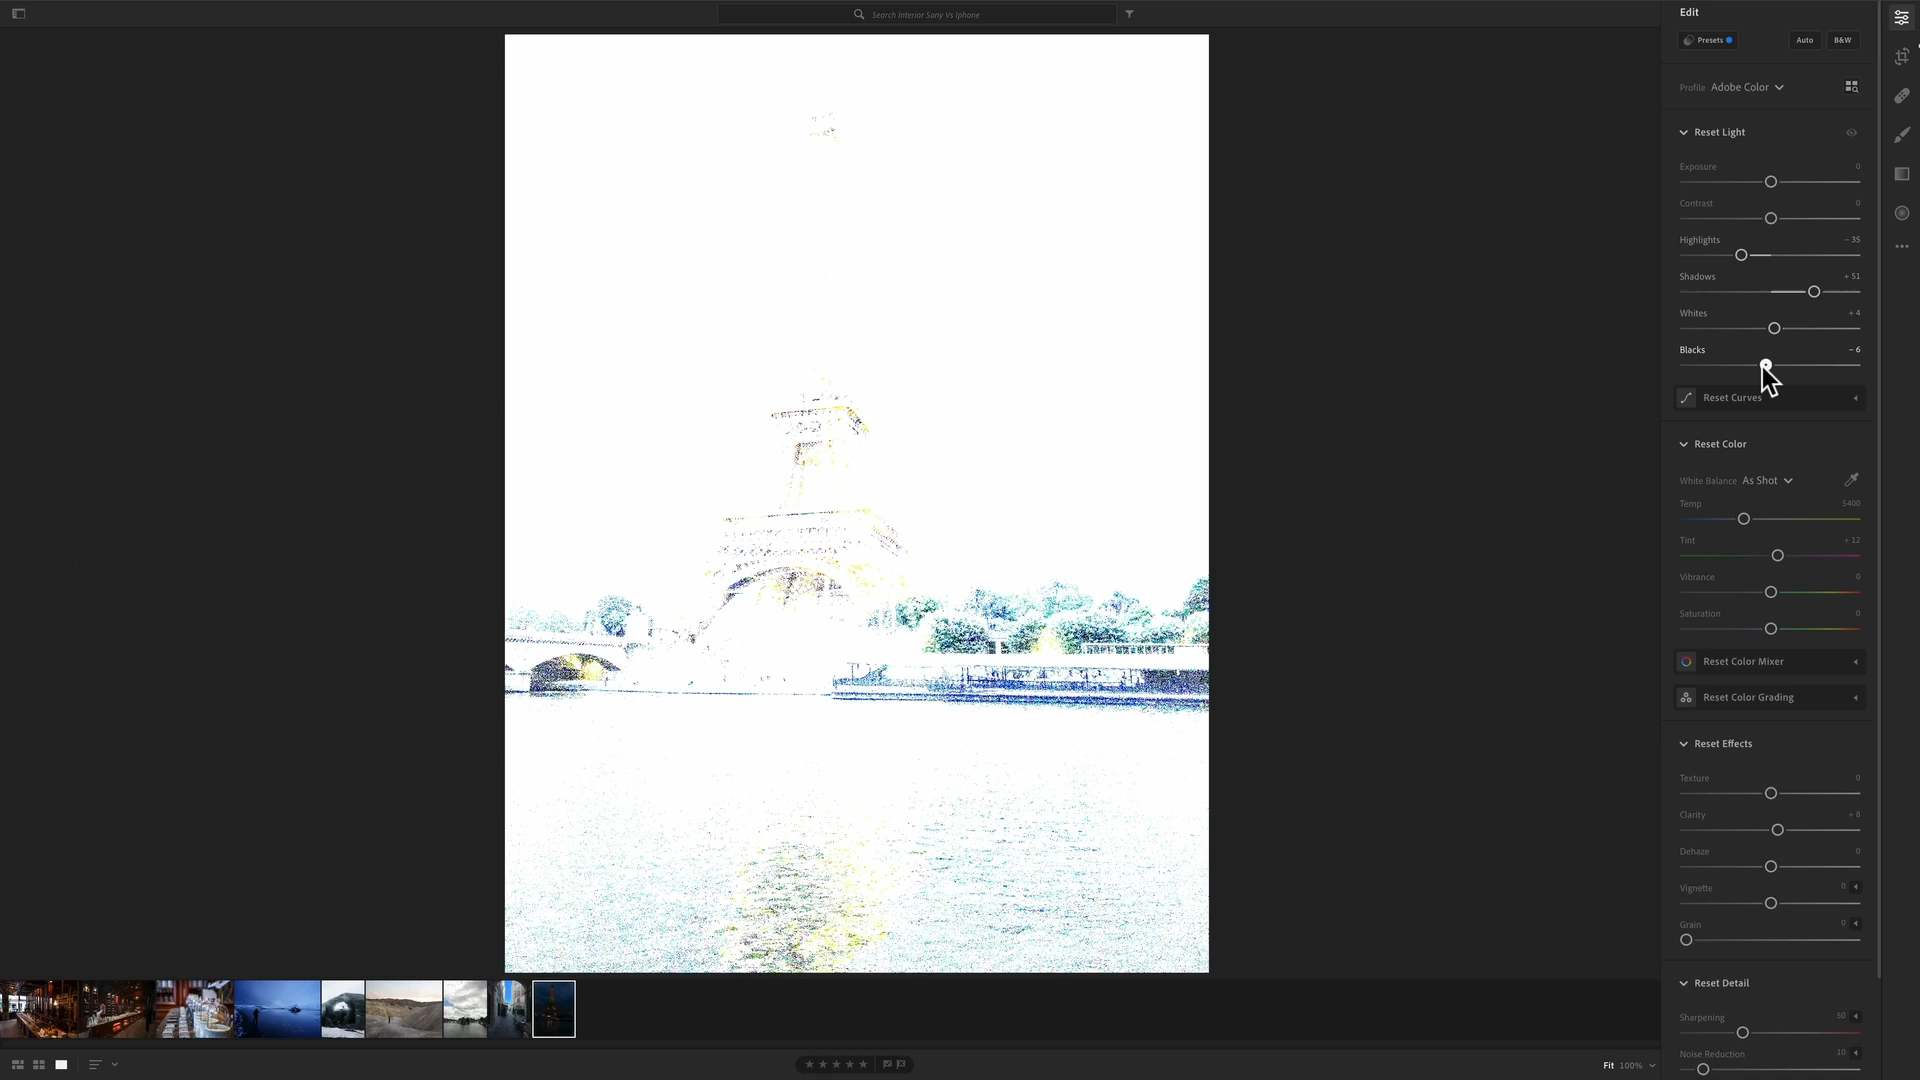 Search Interior Sony Vs Iphone
Edit
Presets
Auto
B&W
Profile Adobe Color
Reset Light
Exposure 0
Contrast 0
Highlights − 35
Shadows + 51
Whites + 4
Blacks − 6
Reset Curves
Reset Color
White Balance As Shot
Temp 5400
Tint + 12
Vibrance 0
Saturation 0
Reset Color Mixer
Reset Color Grading
Reset Effects
Texture 0
Clarity + 8
Dehaze 0
Vignette 0
Grain 0
Reset Detail
Sharpening 50
Noise Reduction 10
Fit 100%